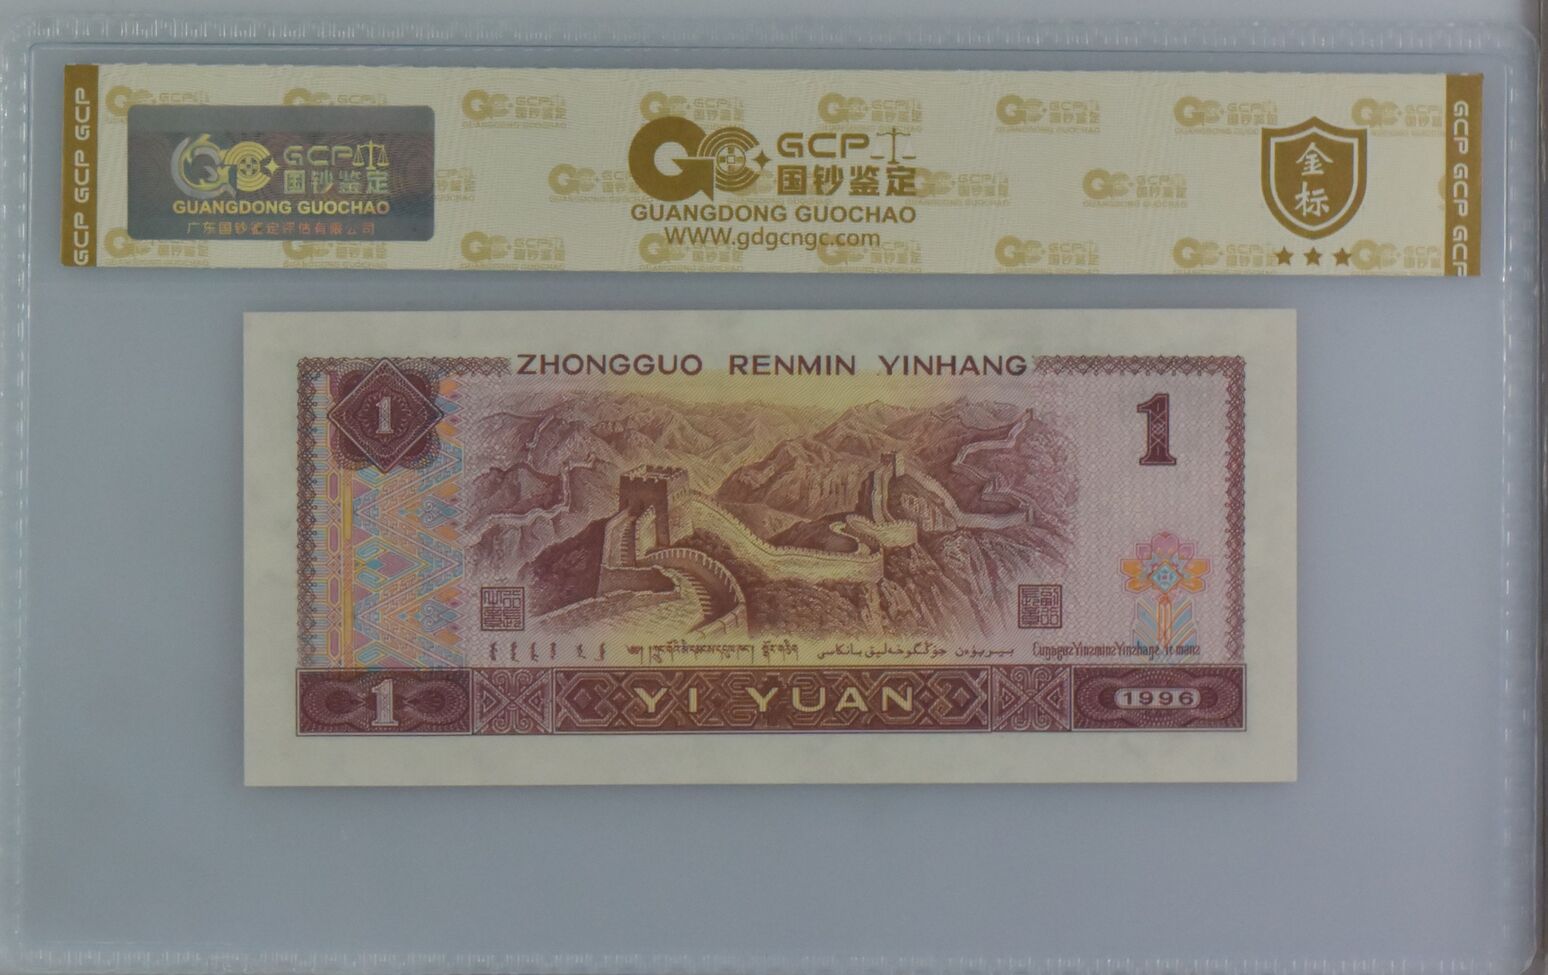 GCP GCP GCP
GCP
国钞鉴定
GUANGDONG GUOCHAO
广东国钞鉴定评估有限公司
GCP
国钞鉴定
GUANGDONG GUOCHAO
WWW.gdgcngc.com
金
标
GCP GCP GCP
ZHONGGUO RENMIN YINHANG
1
1
1
YI YUAN
1996